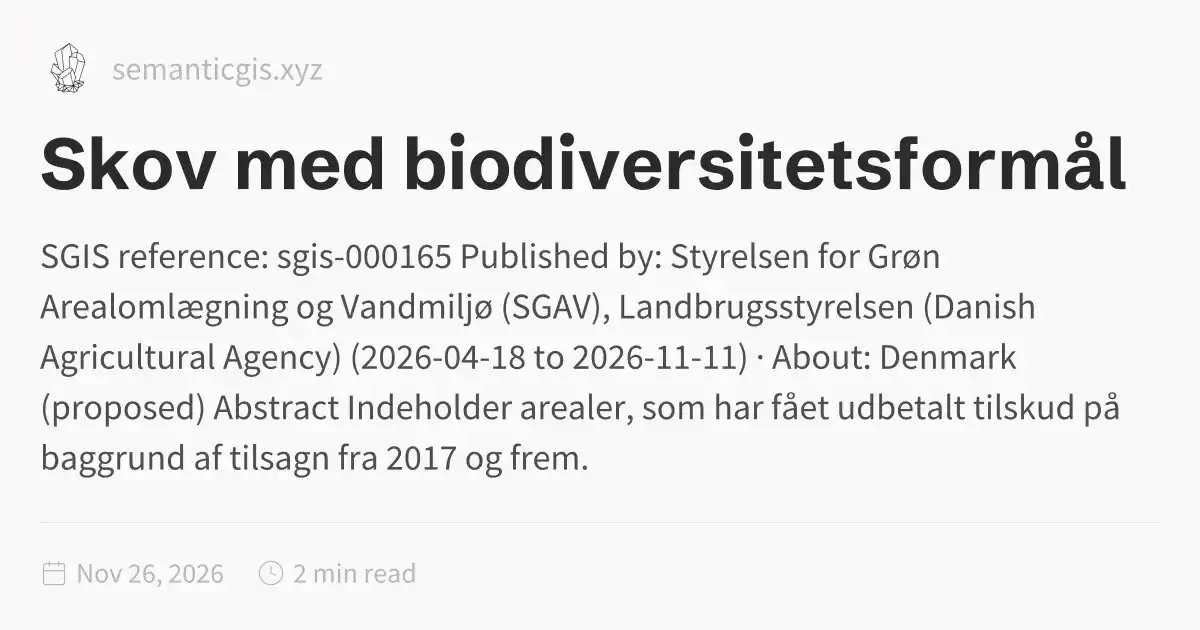 semanticgis.xyz
Skov med biodiversitetsformål
SGIS reference: sgis-000165 Published by: Styrelsen for Grøn
Arealomlægning og Vandmiljø (SGAV), Landbrugsstyrelsen (Danish
Agricultural Agency) (2026-04-18 to 2026-11-11) · About: Denmark
(proposed) Abstract Indeholder arealer, som har fået udbetalt tilskud på
baggrund af tilsagn fra 2017 og frem.
Nov 26, 2026 2 min read